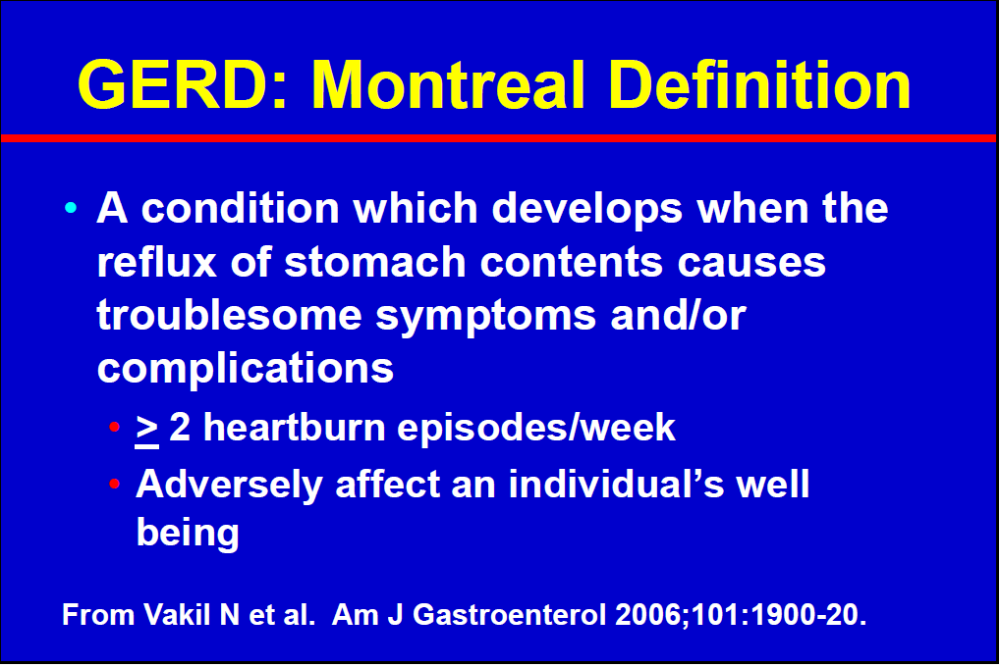 GERD: Montreal Definition
• A condition which develops when the
reflux of stomach contents causes
troublesome symptoms and/or
complications
• ≥ 2 heartburn episodes/week
• Adversely affect an individual’s well
being
From Vakil N et al.  Am J Gastroenterol 2006;101:1900-20.